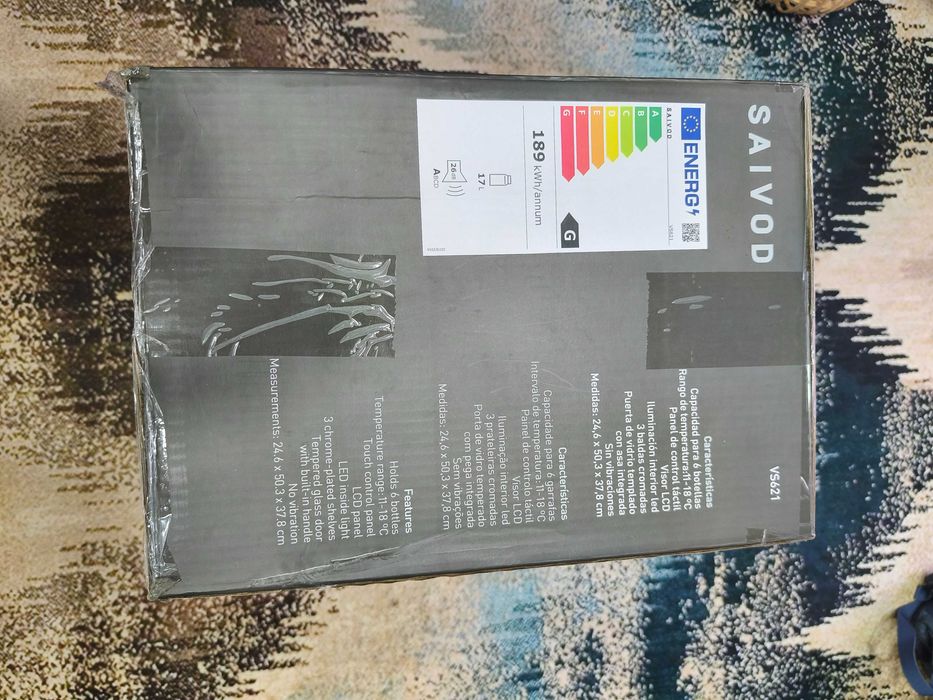 SAIVOD
VS621
ENERG
SAIVOD
VS621
A
B
C
D
E
F
G
G
189 kWh/annum
17 L
26 dB
ABCD
Características
Capacidad para 6 botellas
Rango de temperatura: 11-18 ºC
Panel de control táctil
Visor LCD
Iluminación interior led
3 baldas cromadas
Puerta de vidrio templado
con asa integrada
Sin vibraciones
Medidas: 24,6 x 50,3 x 37,8 cm
Características
Capacidade para 6 garrafas
Intervalo de temperatura: 11-18 ºC
Painel de controlo táctil
Visor LCD
Iluminação interior led
3 prateleiras cromadas
Porta de vidro temperado
com pega integrada
Sem vibrações
Medidas: 24,6 x 50,3 x 37,8 cm
Features
Holds: 6 bottles
Temperature range: 11-18 ºC
Touch control panel
LCD panel
LED inside light
3 chrome-plated shelves
Tempered glass door
with built-in handle
No vibration
Measurements: 24,6 x 50,3 x 37,8 cm